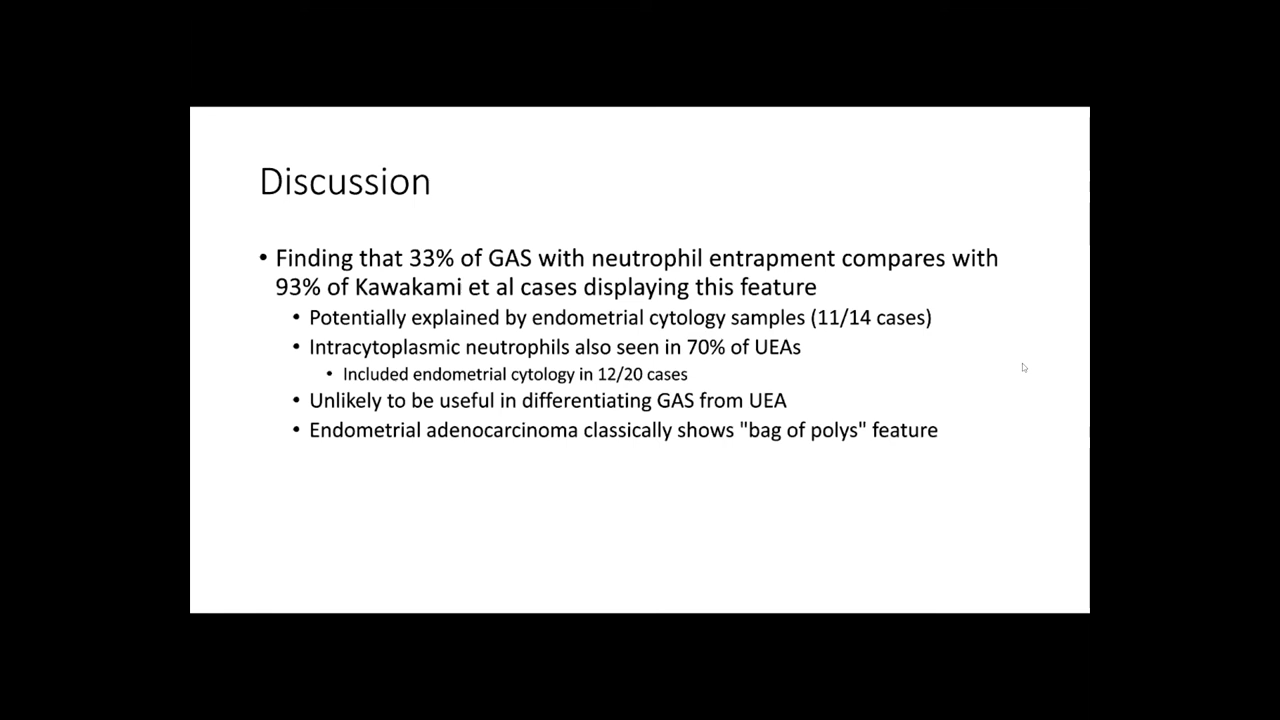 Discussion
• Finding that 33% of GAS with neutrophil entrapment compares with
93% of Kawakami et al cases displaying this feature
• Potentially explained by endometrial cytology samples (11/14 cases)
• Intracytoplasmic neutrophils also seen in 70% of UEAs
• Included endometrial cytology in 12/20 cases
• Unlikely to be useful in differentiating GAS from UEA
• Endometrial adenocarcinoma classically shows "bag of polys" feature